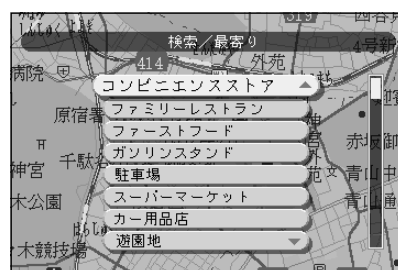 319
検索／最寄り
414
外苑
病院
コンビニエンスストア
原宿署
ファミリーレストラン
ファーストフード
赤坂御
ガソリンスタンド
神宮
千駄
駐車場
青山中
木公園
スーパーマーケット
カー用品店
木競技場
遊園地